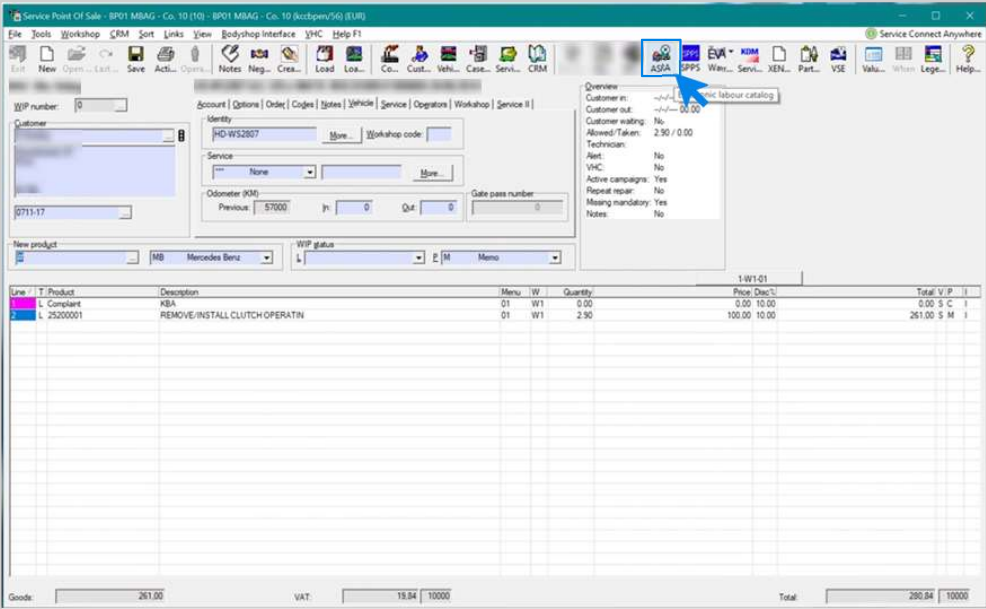 Service Point Of Sale - BP01 MBAG - Co. 10 (10) - BP01 MBAG - Co. 10 (kccbpen/56) (EUR)
File Tools Workshop CRM Sort Links View Bodyshop Interface VHC Help F1
Service Connect Anywhere
Exit New Open... Last... Save Acti... Opera... Notes Neg... Crea... Load Loa... Co... Cust... Vehi... Case... Servi... CRM ASRA SPPS Warr... Servi... XEN... Part... VSE Valu... When Lege... Help...
SPPS EVA KDM
onic labour catalog
WIP number: 0 ...
Account Options Order Codes Notes Vehicle Service Operators Workshop Service II
Customer
0711-17 ...
Identity
HD-WS2807 More... Workshop code:
Service
*** None More...
Odometer (KM)
Previous: 57000 In: 0 Out: 0
Gate pass number
0
Overview
Customer in: --/--/--
Customer out: --/--/-- 00:00
Customer waiting: No
Allowed/Taken: 2.90 / 0.00
Technician:
Alert: No
VHC: No
Active campaigns: Yes
Repeat repair: No
Missing mandatory: Yes
Notes: No
New product
... MB Mercedes Benz
WIP status
L P M Memo
1-W1-01
Line / T Product Description Menu W Quantity Price Disc% Total V P I
1 L Complaint KBA 01 W1 0.00 0.00 10.00 0.00 S C I
2 L 25200001 REMOVE/INSTALL CLUTCH OPERATIN 01 W1 2.90 100.00 10.00 261.00 S M I
Goods: 261.00 VAT: 19.84 10000 Total: 280.84 10000